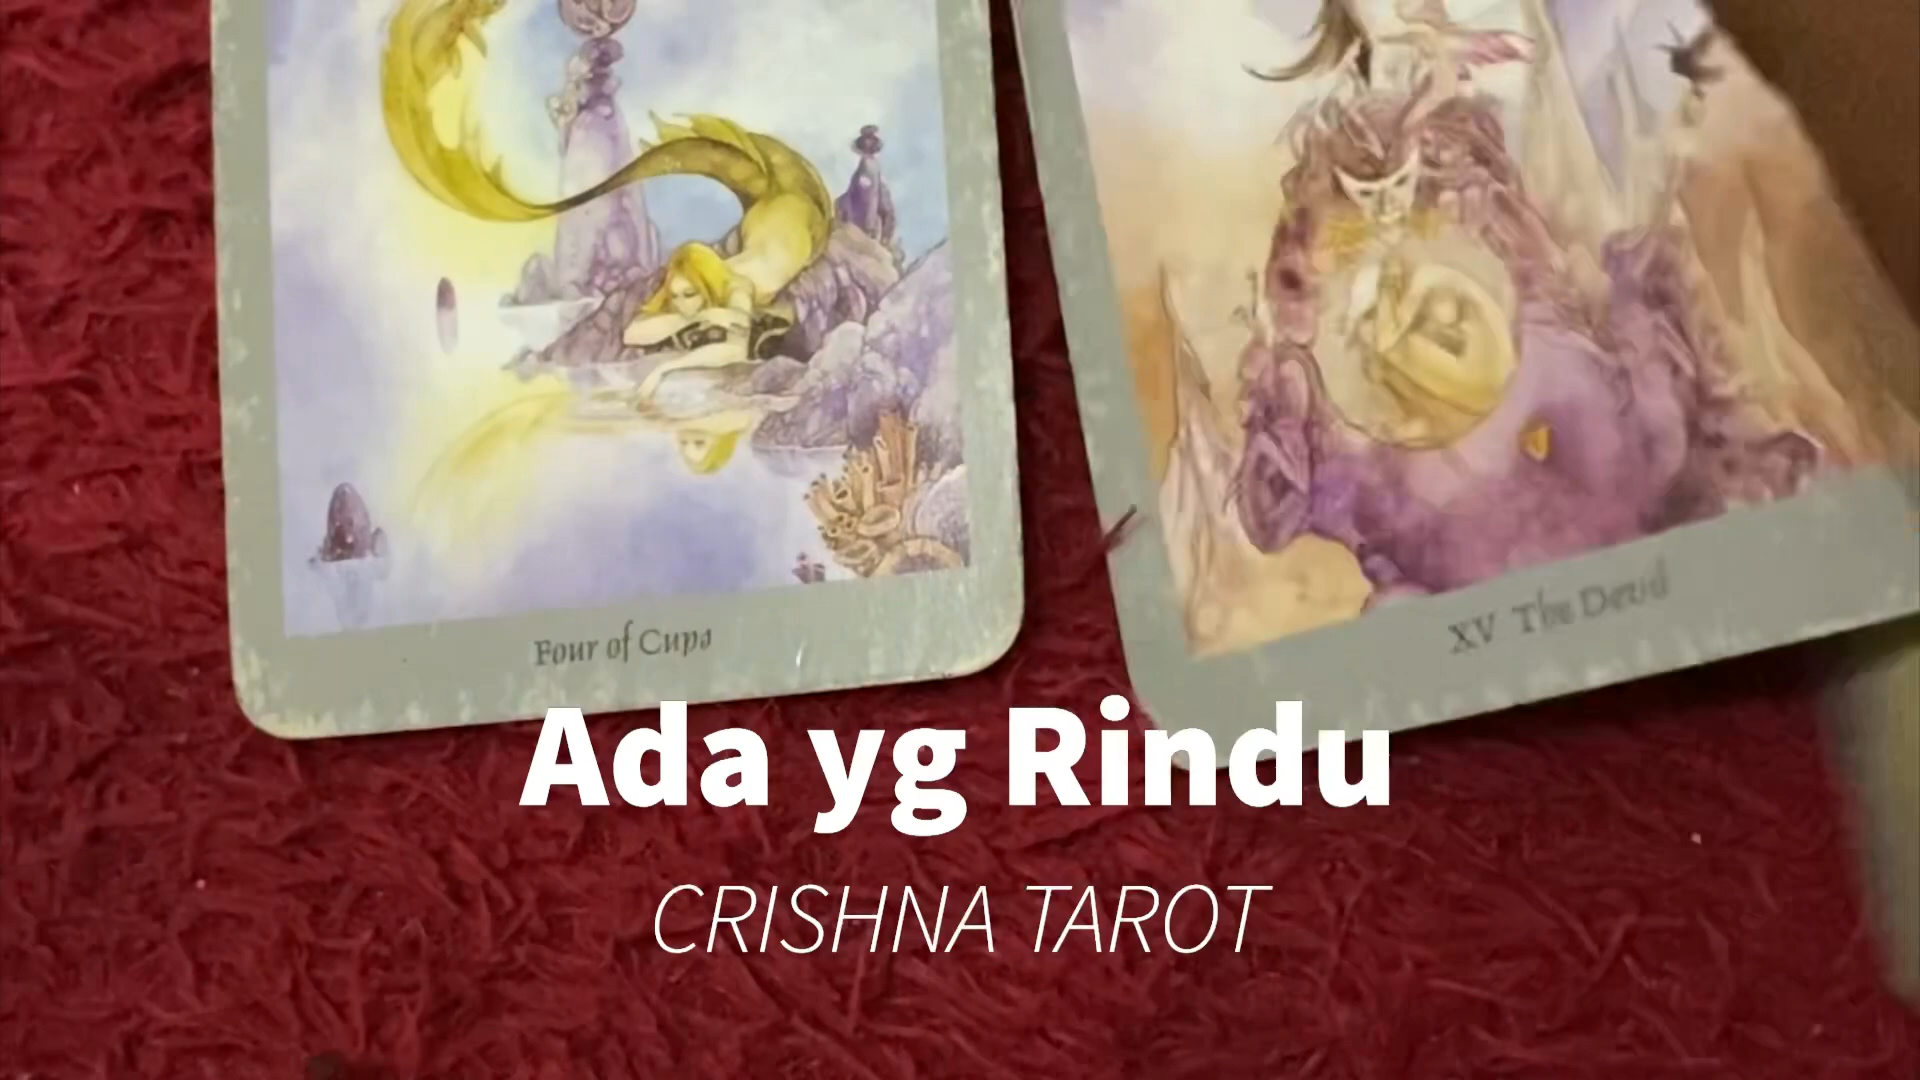 Four of Cups
XV The Devil
Ada yg Rindu
CRISHNA TAROT